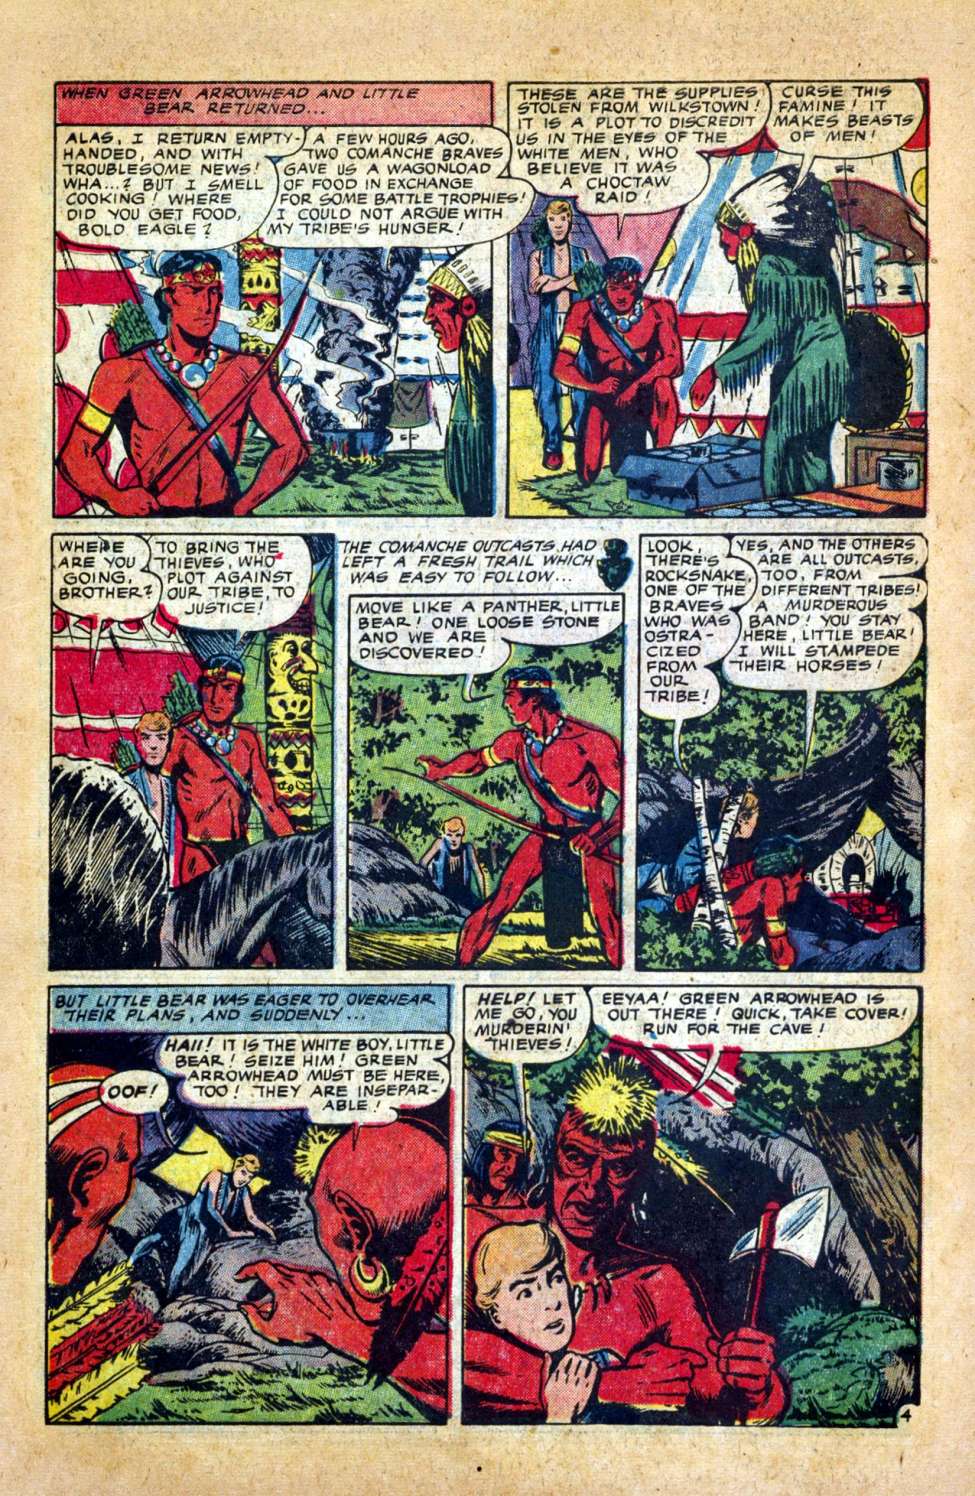 WHEN GREEN ARROWHEAD AND LITTLE
BEAR RETURNED...
ALAS, I RETURN EMPTY-
HANDED, AND WITH
TROUBLESOME NEWS!
WHA...? BUT I SMELL
COOKING! WHERE
DID YOU GET FOOD,
BOLD EAGLE?
A FEW HOURS AGO,
TWO COMANCHE BRAVES
GAVE US A WAGONLOAD
OF FOOD IN EXCHANGE
FOR SOME BATTLE TROPHIES!
I COULD NOT ARGUE WITH
MY TRIBE'S HUNGER!
THESE ARE THE SUPPLIES
STOLEN FROM WILKSTOWN!
IT IS A PLOT TO DISCREDIT
US IN THE EYES OF THE
WHITE MEN, WHO
BELIEVE IT WAS
A CHOCTAW
RAID!
CURSE THIS
FAMINE! IT
MAKES BEASTS
OF MEN!
WHERE
ARE YOU
GOING,
BROTHER?
TO BRING THE
THIEVES, WHO
PLOT AGAINST
OUR TRIBE, TO
JUSTICE!
THE COMANCHE OUTCASTS HAD
LEFT A FRESH TRAIL WHICH
WAS EASY TO FOLLOW...
MOVE LIKE A PANTHER, LITTLE
BEAR! ONE LOOSE STONE
AND WE ARE
DISCOVERED!
LOOK,
THERE'S
ROCKSNAKE,
ONE OF THE
BRAVES
WHO WAS
OSTRA-
CIZED
FROM
OUR
TRIBE!
YES, AND THE OTHERS
ARE ALL OUTCASTS,
TOO, FROM
DIFFERENT TRIBES!
A MURDEROUS
BAND! YOU STAY
HERE, LITTLE BEAR!
I WILL STAMPEDE
THEIR HORSES!
BUT LITTLE BEAR WAS EAGER TO OVERHEAR
THEIR PLANS, AND SUDDENLY...
OOF!
HAII! IT IS THE WHITE BOY, LITTLE
BEAR! SEIZE HIM! GREEN
ARROWHEAD MUST BE HERE,
TOO! THEY ARE INSEPAR-
ABLE!
HELP! LET
ME GO, YOU
MURDERIN'
THIEVES!
EEYAA! GREEN ARROWHEAD IS
OUT THERE! QUICK, TAKE COVER!
RUN FOR THE CAVE!
4